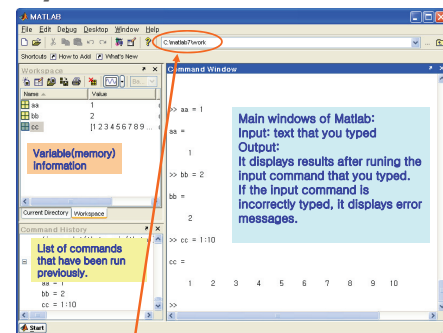 MATLAB
File Edit Debug Desktop Window Help
C:\matlab7\work
Shortcuts How to Add What's New
Workspace
Name Value
aa 1
bb 2
cc [1 2 3 4 5 6 7 8 9 ...
Variable(memory)
Information
Current Directory Workspace
Command History
List of commands
that have been run
previously.
aa = 1
bb = 2
cc = 1:10
Start
Command Window
>> aa = 1
aa =
1
>> bb = 2
bb =
2
>> cc = 1:10
cc =
1 2 3 4 5 6 7 8 9 10
>>
Main windows of Matlab:
Input: text that you typed
Output:
It displays results after runing the
input command that you typed.
If the input command is
incorrectly typed, it displays error
messages.